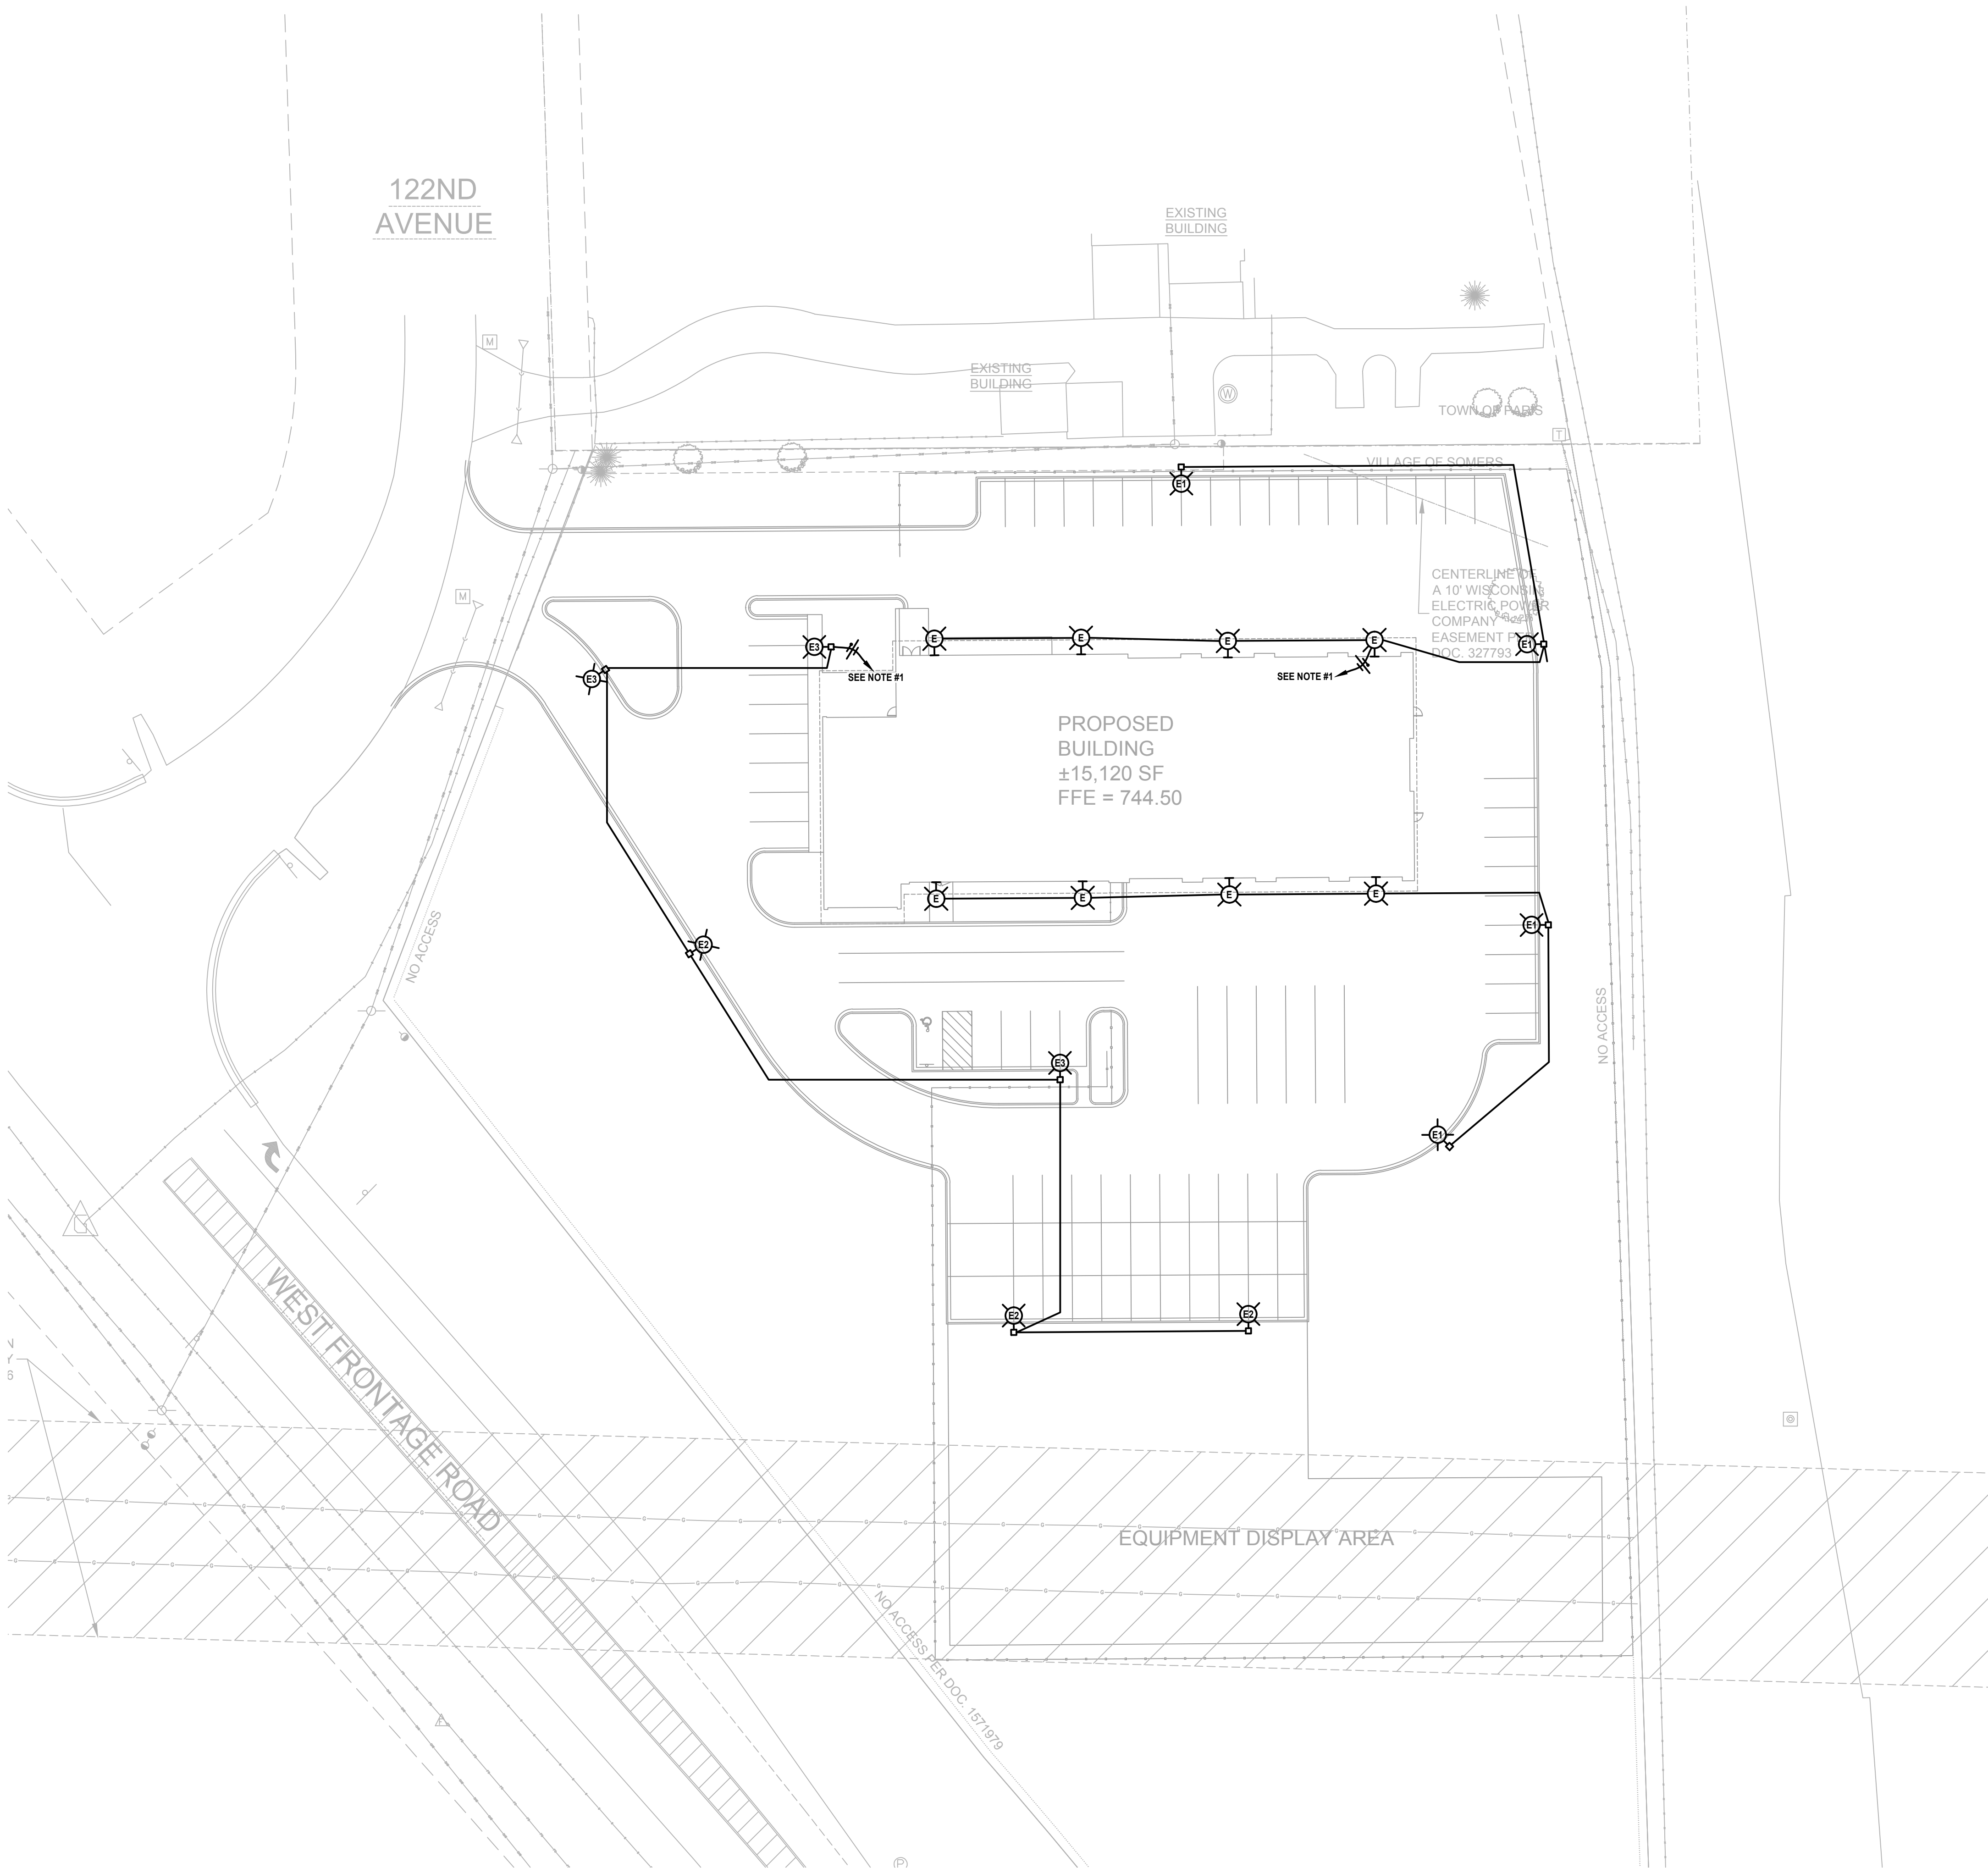 122ND
AVENUE
EXISTING
BUILDING
M
EXISTING
BUILDING
W
TOWN OF PARIS
T
VILLAGE OF SOMERS
E1
CENTERLINE OF
A 10' WISCONSIN
ELECTRIC POWER
COMPANY
EASEMENT P
DOC. 327793
M
E3
E
E
E
E
E1
E3
SEE NOTE #1
SEE NOTE #1
PROPOSED
BUILDING
±15,120 SF
FFE = 744.50
E
E
E
E
E1
NO ACCESS
E2
NO ACCESS
E3
E1
E2
E2
WEST FRONTAGE ROAD
EQUIPMENT DISPLAY AREA
NO ACCESS PER DOC. 1571979
P